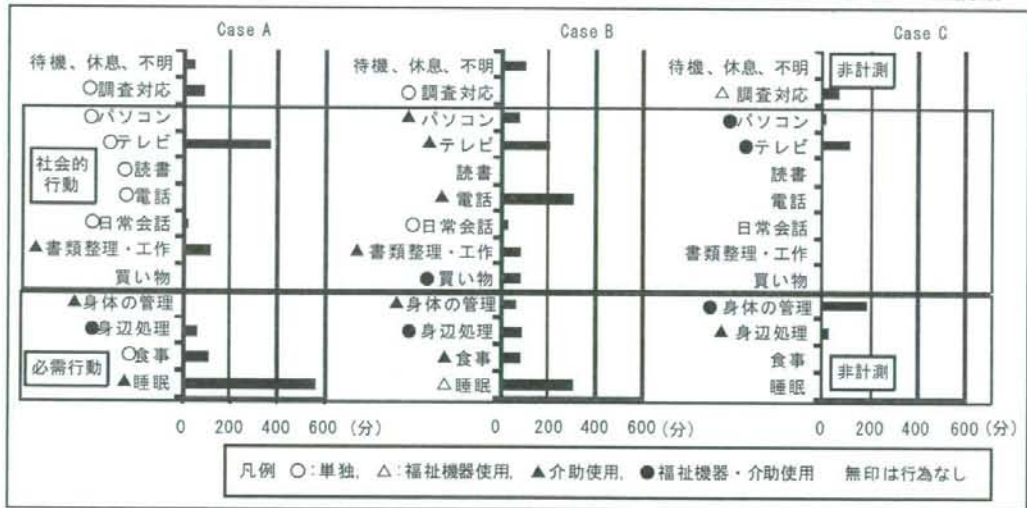 Case A
待機、休息、不明
○調査対応
○パソコン
○テレビ
○読書
○電話
○日常会話
▲書類整理・工作
買い物
▲身体の管理
●身辺処理
○食事
▲睡眠
社会的
行動
必需行動
0 200 400 600 (分)
Case B
待機、休息、不明
○調査対応
▲パソコン
▲テレビ
読書
▲電話
○日常会話
▲書類整理・工作
●買い物
▲身体の管理
●身辺処理
▲食事
△睡眠
0 200 400 600 (分)
Case C
待機、休息、不明
△調査対応
●パソコン
●テレビ
読書
電話
日常会話
書類整理・工作
買い物
●身体の管理
▲身辺処理
食事
睡眠
非計測
非計測
0 200 400 600 (分)
凡例 ○:単独, △:福祉機器使用, ▲介助使用, ●福祉機器・介助使用 無印は行為なし